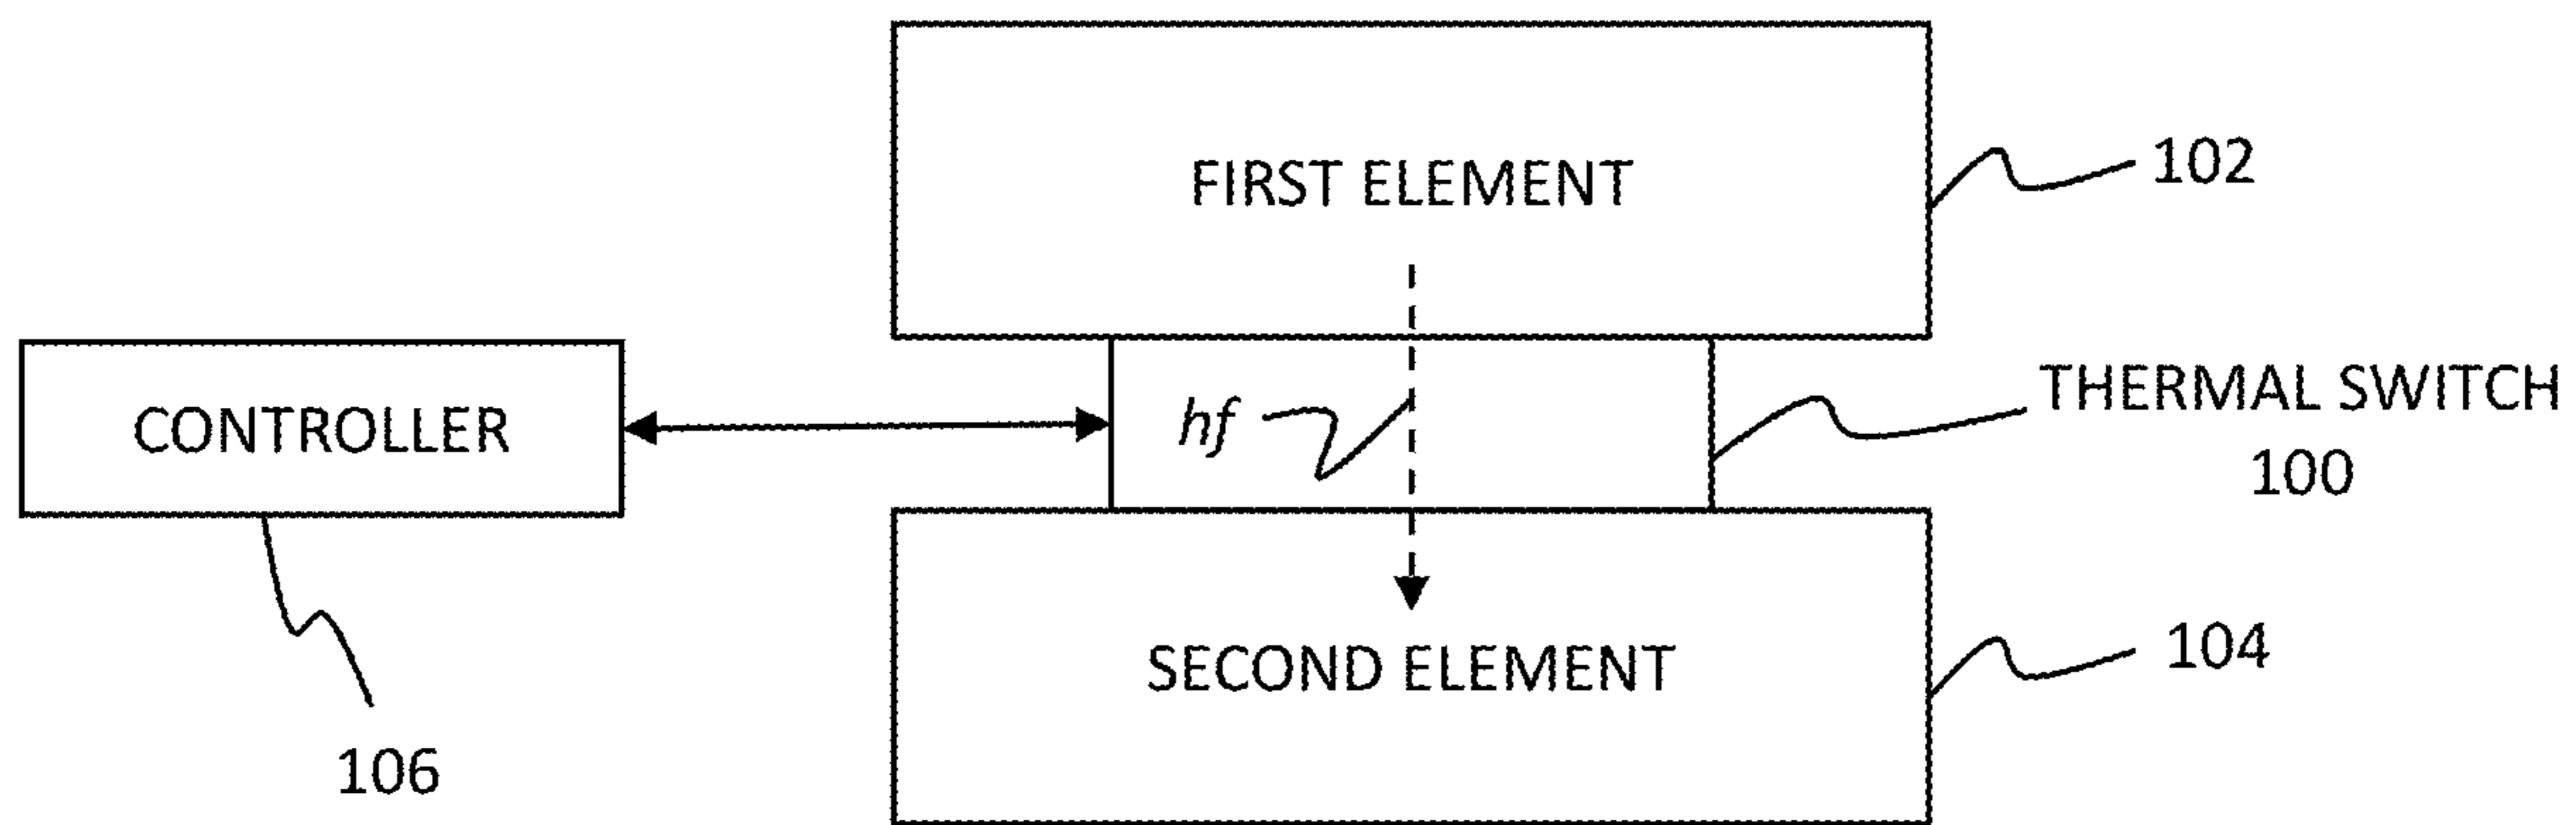 FIRST ELEMENT
102
CONTROLLER
hf
THERMAL SWITCH
100
SECOND ELEMENT
104
106